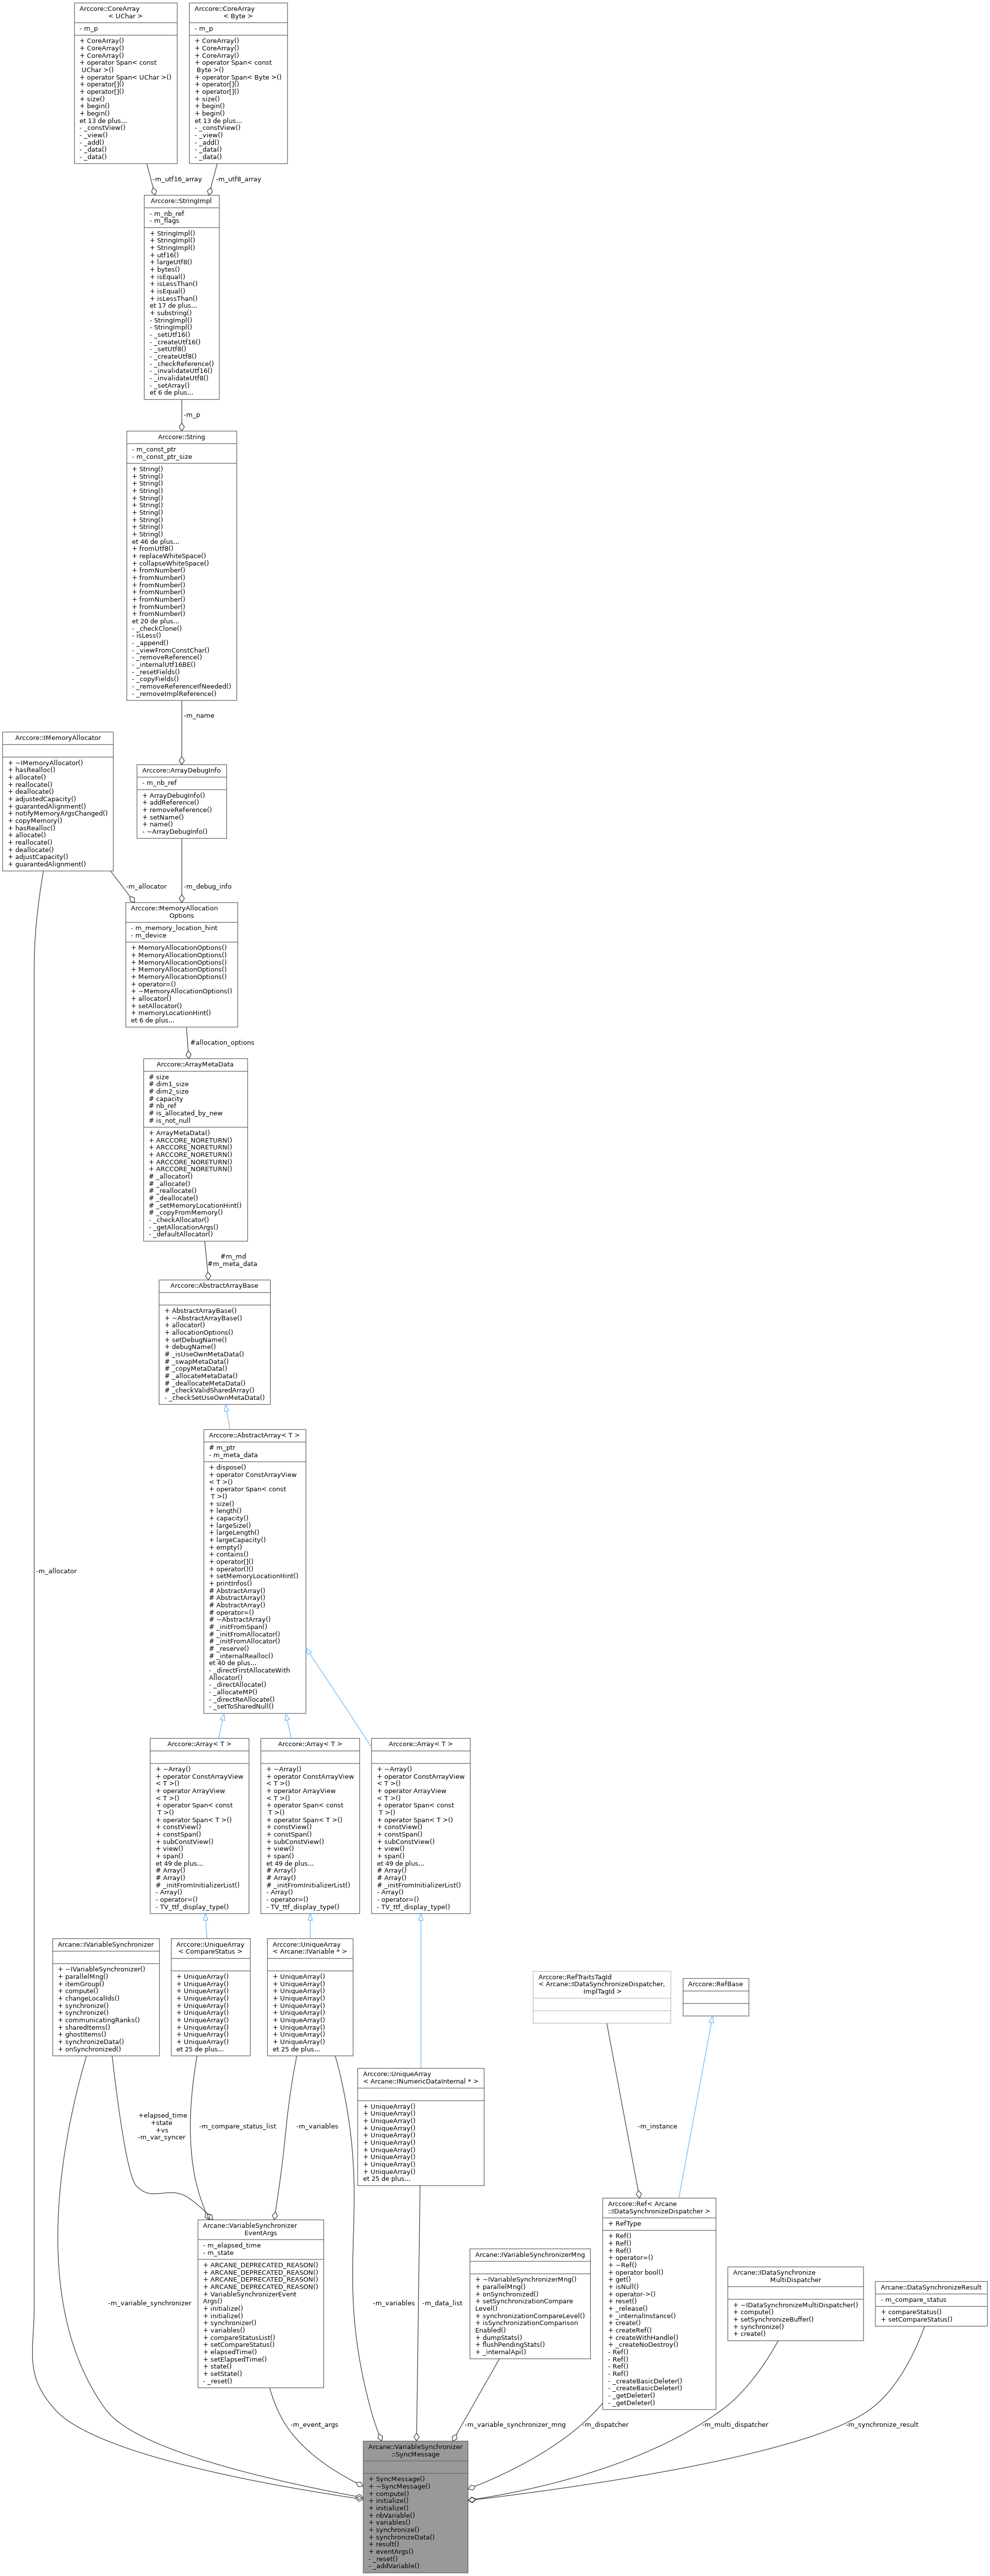 Arccore::CoreArray
< UChar >
- m_p
+ CoreArray()
+ CoreArray()
+ CoreArray()
+ operator Span< const
UChar >()
+ operator Span< UChar >()
+ operator[]()
+ operator[]()
+ size()
+ begin()
+ begin()
et 13 de plus...
- _constView()
- _view()
- _add()
- _data()
- _data()
Arccore::CoreArray
< Byte >
- m_p
+ CoreArray()
+ CoreArray()
+ CoreArray()
+ operator Span< const
Byte >()
+ operator Span< Byte >()
+ operator[]()
+ operator[]()
+ size()
+ begin()
+ begin()
et 13 de plus...
- _constView()
- _view()
- _add()
- _data()
- _data()
-m_utf16_array
-m_utf8_array
Arccore::StringImpl
- m_nb_ref
- m_flags
+ StringImpl()
+ StringImpl()
+ StringImpl()
+ utf16()
+ largeUtf8()
+ bytes()
+ isEqual()
+ isLessThan()
+ isEqual()
+ isLessThan()
et 17 de plus...
+ substring()
- StringImpl()
- StringImpl()
- _setUtf16()
- _createUtf16()
- _setUtf8()
- _createUtf8()
- _checkReference()
- _invalidateUtf16()
- _invalidateUtf8()
- _setArray()
et 6 de plus...
-m_p
Arccore::String
- m_const_ptr
- m_const_ptr_size
+ String()
+ String()
+ String()
+ String()
+ String()
+ String()
+ String()
+ String()
+ String()
+ String()
et 46 de plus...
+ fromUtf8()
+ replaceWhiteSpace()
+ collapseWhiteSpace()
+ fromNumber()
+ fromNumber()
+ fromNumber()
+ fromNumber()
+ fromNumber()
+ fromNumber()
+ fromNumber()
et 20 de plus...
- _checkClone()
- isLess()
- _append()
- _viewFromConstChar()
- _removeReference()
- _internalUtf16BE()
- _resetFields()
- _copyFields()
- _removeReferenceIfNeeded()
- _removeImplReference()
-m_name
Arccore::IMemoryAllocator
+ ~IMemoryAllocator()
+ hasRealloc()
+ allocate()
+ reallocate()
+ deallocate()
+ adjustedCapacity()
+ guarantedAlignment()
+ notifyMemoryArgsChanged()
+ copyMemory()
+ hasRealloc()
+ allocate()
+ reallocate()
+ deallocate()
+ adjustCapacity()
+ guarantedAlignment()
Arccore::ArrayDebugInfo
- m_nb_ref
+ ArrayDebugInfo()
+ addReference()
+ removeReference()
+ setName()
+ name()
- ~ArrayDebugInfo()
-m_allocator
-m_debug_info
Arccore::MemoryAllocation
Options
- m_memory_location_hint
- m_device
+ MemoryAllocationOptions()
+ MemoryAllocationOptions()
+ MemoryAllocationOptions()
+ MemoryAllocationOptions()
+ MemoryAllocationOptions()
+ operator=()
+ ~MemoryAllocationOptions()
+ allocator()
+ setAllocator()
+ memoryLocationHint()
et 6 de plus...
#allocation_options
Arccore::ArrayMetaData
# size
# dim1_size
# dim2_size
# capacity
# nb_ref
# is_allocated_by_new
# is_not_null
+ ArrayMetaData()
+ ARCCORE_NORETURN()
+ ARCCORE_NORETURN()
+ ARCCORE_NORETURN()
+ ARCCORE_NORETURN()
+ ARCCORE_NORETURN()
# _allocator()
# _allocate()
# _reallocate()
# _deallocate()
# _setMemoryLocationHint()
# _copyFromMemory()
- _checkAllocator()
- _getAllocationArgs()
- _defaultAllocator()
#m_md
#m_meta_data
Arccore::AbstractArrayBase
+ AbstractArrayBase()
+ ~AbstractArrayBase()
+ allocator()
+ allocationOptions()
+ setDebugName()
+ debugName()
# _isUseOwnMetaData()
# _swapMetaData()
# _copyMetaData()
# _allocateMetaData()
# _deallocateMetaData()
# _checkValidSharedArray()
- _checkSetUseOwnMetaData()
Arccore::AbstractArray< T >
# m_ptr
- m_meta_data
+ dispose()
+ operator ConstArrayView
< T >()
+ operator Span< const
T >()
+ size()
+ length()
+ capacity()
+ largeSize()
+ largeLength()
+ largeCapacity()
+ empty()
+ contains()
+ operator[]()
+ operator()()
+ setMemoryLocationHint()
+ printInfos()
# AbstractArray()
# AbstractArray()
# AbstractArray()
# operator=()
# ~AbstractArray()
# _initFromSpan()
# _initFromAllocator()
# _initFromAllocator()
# _reserve()
# _internalRealloc()
et 40 de plus...
- _directFirstAllocateWith
Allocator()
- _directAllocate()
- _allocateMP()
- _directReAllocate()
- _setToSharedNull()
-m_allocator
Arccore::Array< T >
+ ~Array()
+ operator ConstArrayView
< T >()
+ operator ArrayView
< T >()
+ operator Span< const
T >()
+ operator Span< T >()
+ constView()
+ constSpan()
+ subConstView()
+ view()
+ span()
et 49 de plus...
# Array()
# Array()
# _initFromInitializerList()
- Array()
- operator=()
- TV_ttf_display_type()
Arccore::Array< T >
+ ~Array()
+ operator ConstArrayView
< T >()
+ operator ArrayView
< T >()
+ operator Span< const
T >()
+ operator Span< T >()
+ constView()
+ constSpan()
+ subConstView()
+ view()
+ span()
et 49 de plus...
# Array()
# Array()
# _initFromInitializerList()
- Array()
- operator=()
- TV_ttf_display_type()
Arccore::Array< T >
+ ~Array()
+ operator ConstArrayView
< T >()
+ operator ArrayView
< T >()
+ operator Span< const
T >()
+ operator Span< T >()
+ constView()
+ constSpan()
+ subConstView()
+ view()
+ span()
et 49 de plus...
# Array()
# Array()
# _initFromInitializerList()
- Array()
- operator=()
- TV_ttf_display_type()
Arcane::IVariableSynchronizer
+ ~IVariableSynchronizer()
+ parallelMng()
+ itemGroup()
+ compute()
+ changeLocalIds()
+ synchronize()
+ synchronize()
+ communicatingRanks()
+ sharedItems()
+ ghostItems()
+ synchronizeData()
+ onSynchronized()
Arccore::UniqueArray
< CompareStatus >
+ UniqueArray()
+ UniqueArray()
+ UniqueArray()
+ UniqueArray()
+ UniqueArray()
+ UniqueArray()
+ UniqueArray()
+ UniqueArray()
+ UniqueArray()
+ UniqueArray()
et 25 de plus...
Arccore::UniqueArray
< Arcane::IVariable * >
+ UniqueArray()
+ UniqueArray()
+ UniqueArray()
+ UniqueArray()
+ UniqueArray()
+ UniqueArray()
+ UniqueArray()
+ UniqueArray()
+ UniqueArray()
+ UniqueArray()
et 25 de plus...
Arccore::UniqueArray
< Arcane::INumericDataInternal * >
+ UniqueArray()
+ UniqueArray()
+ UniqueArray()
+ UniqueArray()
+ UniqueArray()
+ UniqueArray()
+ UniqueArray()
+ UniqueArray()
+ UniqueArray()
+ UniqueArray()
et 25 de plus...
Arccore::RefTraitsTagId
< Arcane::IDataSynchronizeDispatcher,
ImplTagId >
Arccore::RefBase
+elapsed_time
+state
+vs
-m_var_syncer
-m_compare_status_list
-m_variables
-m_instance
Arcane::VariableSynchronizer
EventArgs
- m_elapsed_time
- m_state
+ ARCANE_DEPRECATED_REASON()
+ ARCANE_DEPRECATED_REASON()
+ ARCANE_DEPRECATED_REASON()
+ ARCANE_DEPRECATED_REASON()
+ VariableSynchronizerEvent
Args()
+ initialize()
+ initialize()
+ synchronizer()
+ variables()
+ compareStatusList()
+ setCompareStatus()
+ elapsedTime()
+ setElapsedTime()
+ state()
+ setState()
- _reset()
Arcane::IVariableSynchronizerMng
+ ~IVariableSynchronizerMng()
+ parallelMng()
+ onSynchronized()
+ setSynchronizationCompare
Level()
+ synchronizationCompareLevel()
+ isSynchronizationComparison
Enabled()
+ dumpStats()
+ flushPendingStats()
+ _internalApi()
Arccore::Ref< Arcane
::IDataSynchronizeDispatcher >
+ RefType
+ Ref()
+ Ref()
+ Ref()
+ operator=()
+ ~Ref()
+ operator bool()
+ get()
+ isNull()
+ operator->()
+ reset()
+ _release()
+ _internalInstance()
+ create()
+ createRef()
+ createWithHandle()
+ _createNoDestroy()
- Ref()
- Ref()
- Ref()
- Ref()
- _createBasicDeleter()
- _createBasicDeleter()
- _getDeleter()
- _getDeleter()
Arcane::IDataSynchronize
MultiDispatcher
+ ~IDataSynchronizeMultiDispatcher()
+ compute()
+ setSynchronizeBuffer()
+ synchronize()
+ create()
Arcane::DataSynchronizeResult
- m_compare_status
+ compareStatus()
+ setCompareStatus()
-m_variable_synchronizer
-m_variables
-m_data_list
-m_event_args
-m_variable_synchronizer_mng
-m_dispatcher
-m_multi_dispatcher
-m_synchronize_result
Arcane::VariableSynchronizer
::SyncMessage
+ SyncMessage()
+ ~SyncMessage()
+ compute()
+ initialize()
+ initialize()
+ nbVariable()
+ variables()
+ synchronize()
+ synchronizeData()
+ result()
+ eventArgs()
- _reset()
- _addVariable()